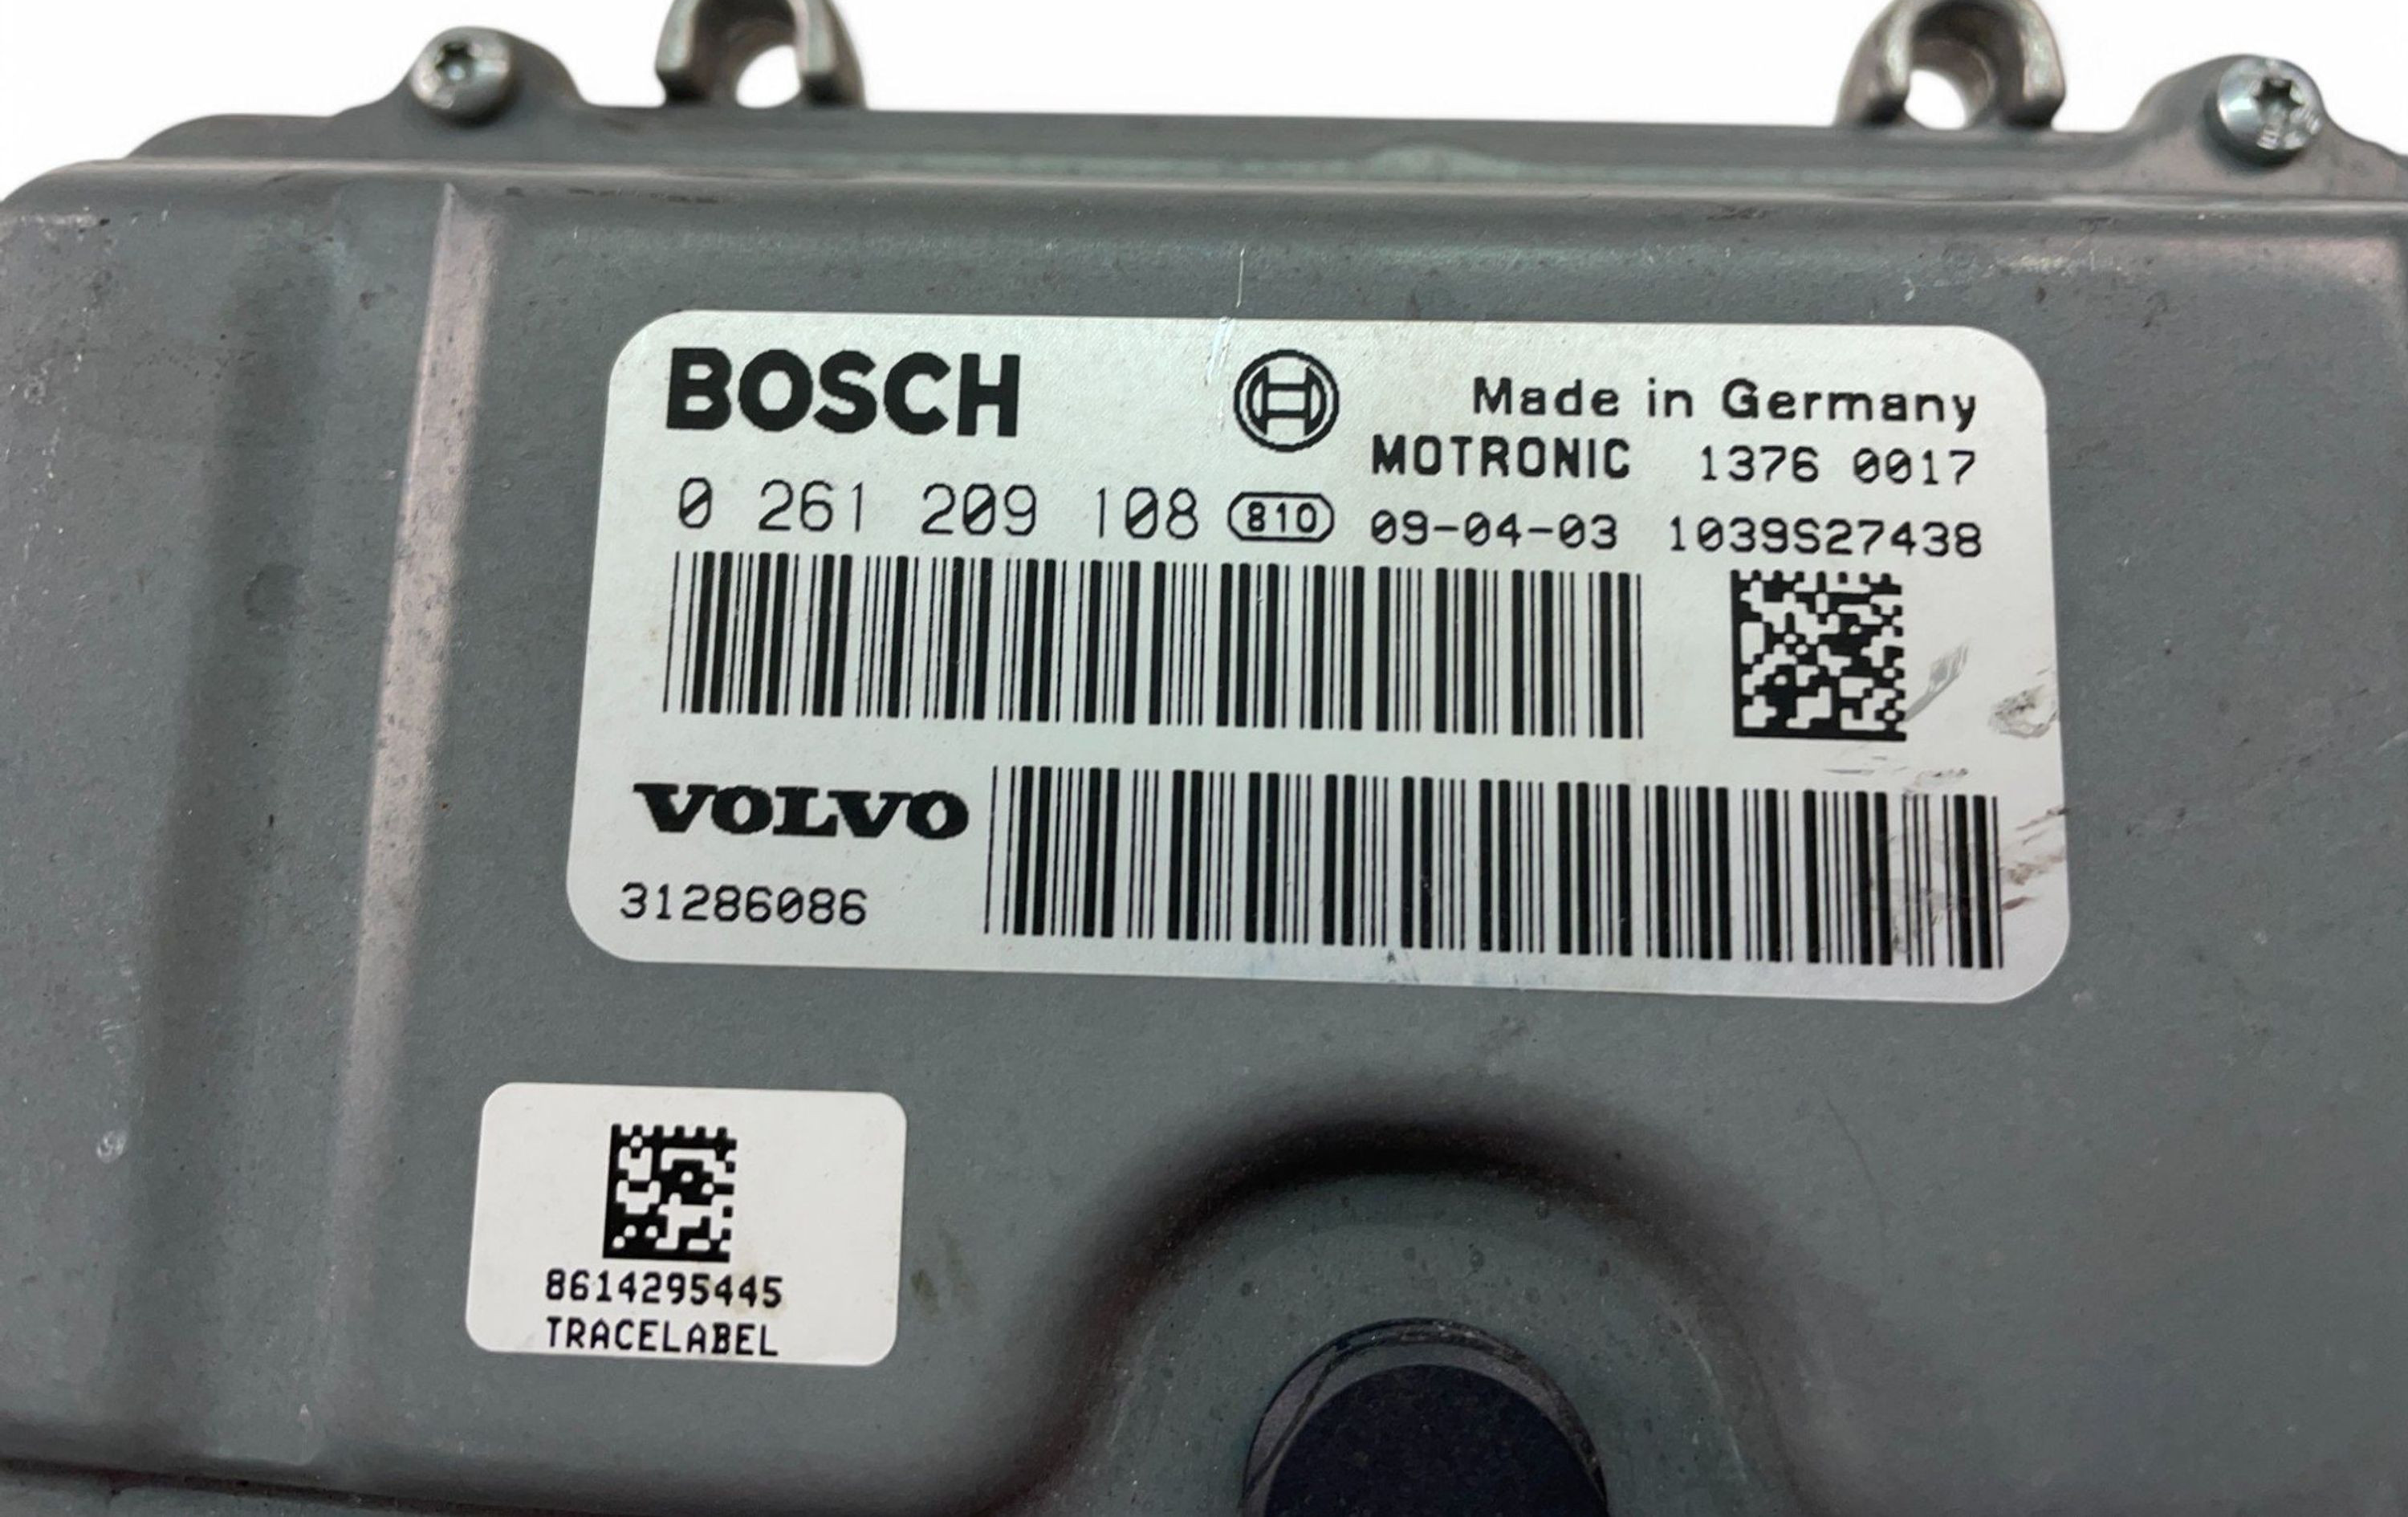 BOSCH
Made in Germany
MOTRONIC 1376 0017
0 261 209 108 810 09-04-03 1039S27438
VOLVO
31286086
8614295445
TRACELABEL